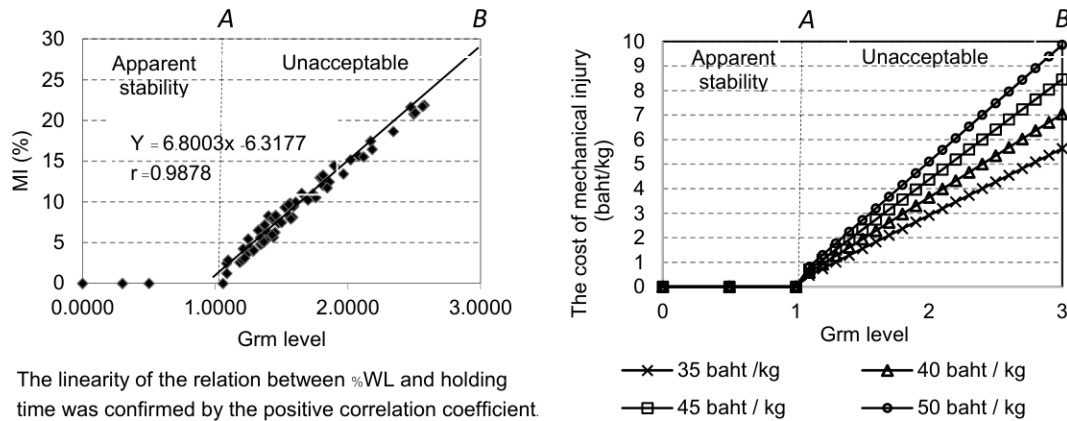 A
B
30
25
20
15
10
5
0
MI (%)
Apparent
stability
Unacceptable
Y = 6.8003x -6.3177
r =0.9878
0.0000
1.0000
2.0000
3.0000
Grm level
The linearity of the relation between %WL and holding
time was confirmed by the positive correlation coefficient.
A
B
10
9
8
7
6
5
4
3
2
1
0
The cost of mechanical injury
(baht/kg)
Apparent
stability
Unacceptable
0
1
2
3
Grm level
35 baht /kg
40 baht / kg
45 baht / kg
50 baht / kg